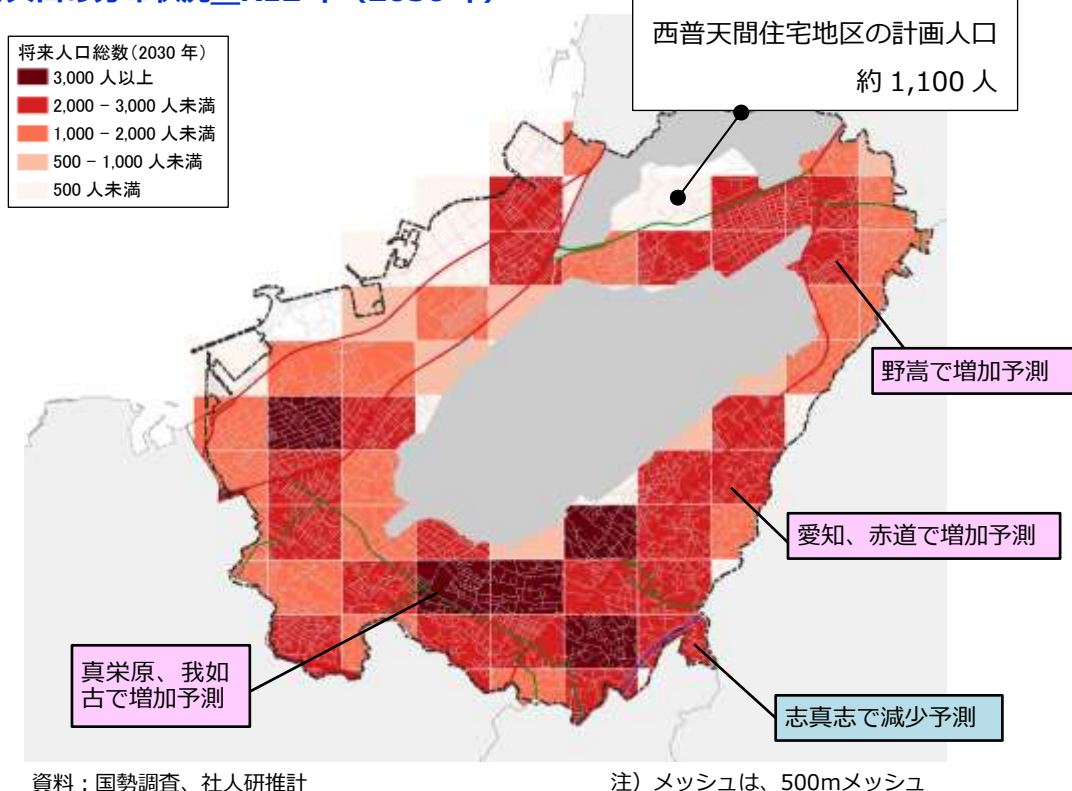 将来人口総数(2030 年)
3,000 人以上
2,000 - 3,000 人未満
1,000 - 2,000 人未満
500 - 1,000 人未満
500 人未満
西普天間住宅地区の計画人口
約 1,100 人
野嵩で増加予測
愛知、赤道で増加予測
真栄原、我如
古で増加予測
志真志で減少予測
資料：国勢調査、社人研推計
注）メッシュは、500mメッシュ